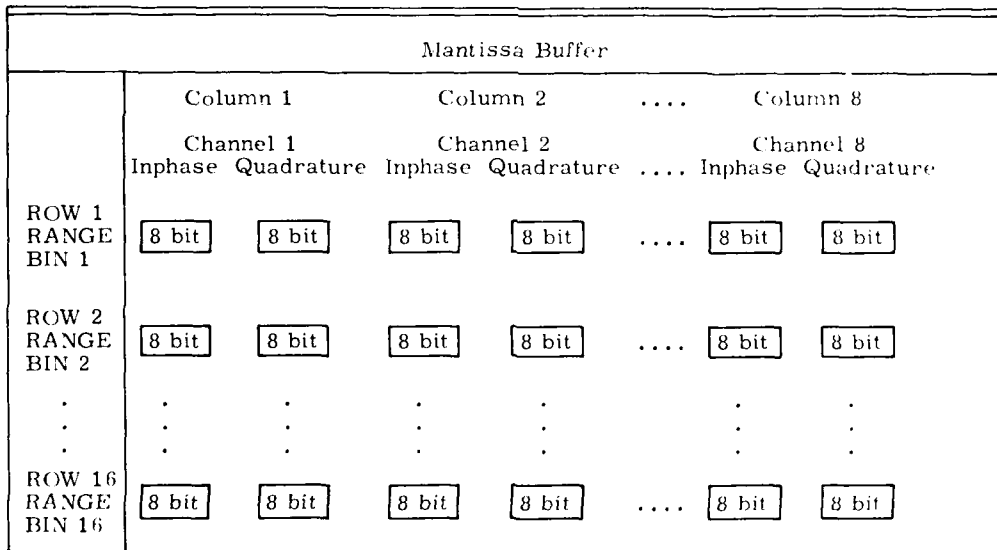 Mantissa Buffer
Column 1 Column 2 .... Column 8
Channel 1 Channel 2 Channel 8
Inphase Quadrature Inphase Quadrature .... Inphase Quadrature
ROW 1
RANGE 8 bit 8 bit 8 bit 8 bit .... 8 bit 8 bit
BIN 1
ROW 2
RANGE 8 bit 8 bit 8 bit 8 bit .... 8 bit 8 bit
BIN 2
. . . . . . .
. . . . . . .
. . . . . . .
ROW 16
RANGE 8 bit 8 bit 8 bit 8 bit .... 8 bit 8 bit
BIN 16